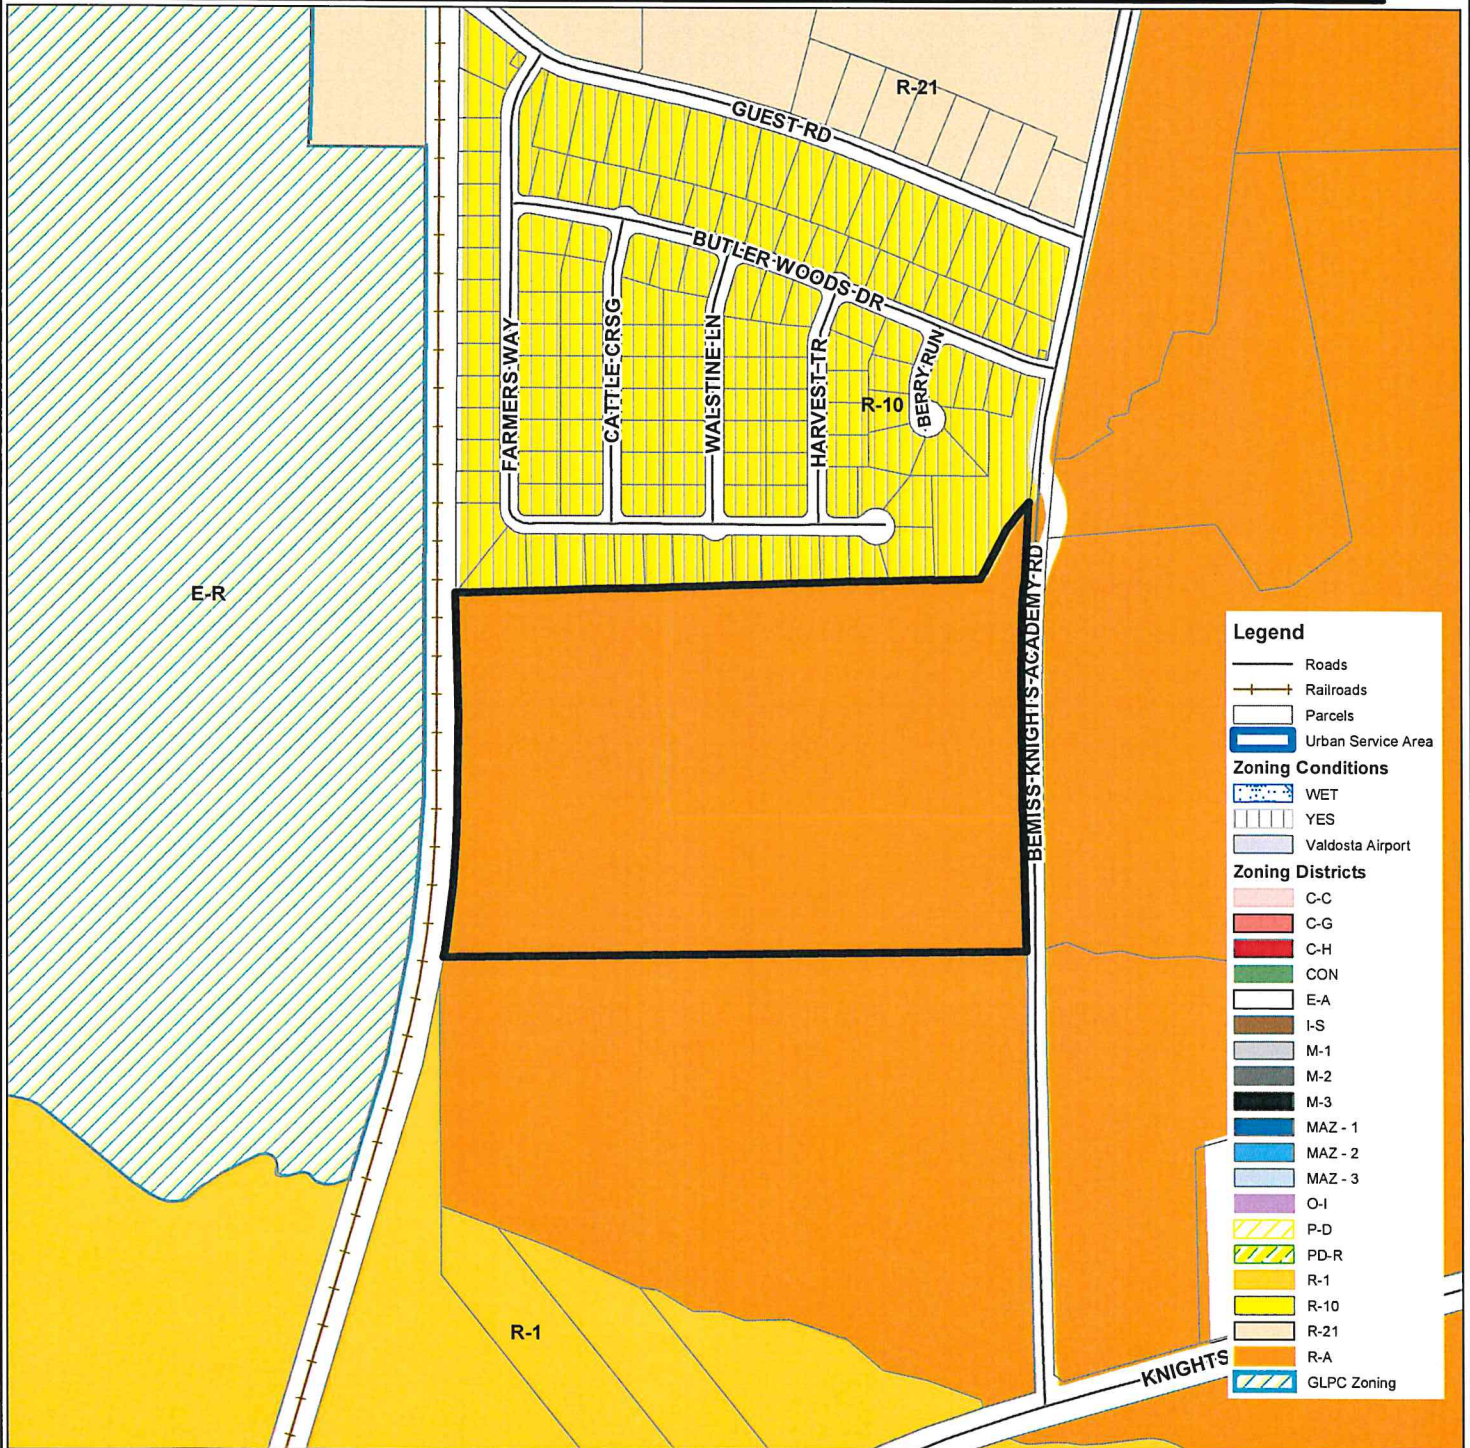 R-21
GUEST RD
BUTLER WOODS DR
FARMERS WAY
CATTLE CRSG
WALSTINE LN
HARVEST TR
BERRY RUN
R-10
E-R
BEMISS KNIGHTS ACADEMY RD
R-1
KNIGHTS
Legend
Roads
Railroads
Parcels
Urban Service Area
Zoning Conditions
WET
YES
Valdosta Airport
Zoning Districts
C-C
C-G
C-H
CON
E-A
I-S
M-1
M-2
M-3
MAZ - 1
MAZ - 2
MAZ - 3
O-I
P-D
PD-R
R-1
R-10
R-21
R-A
GLPC Zoning